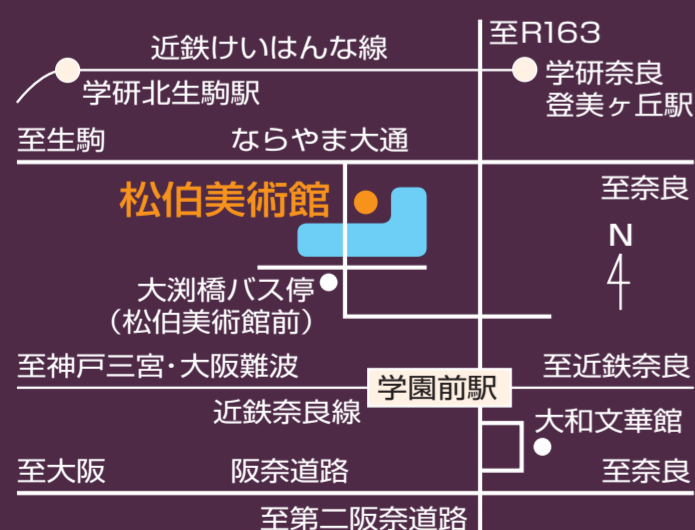 至R163
近鉄けいはんな線
学研北生駒駅
学研奈良
登美ヶ丘駅
至生駒
ならやま大通
至奈良
松伯美術館
N
大渕橋バス停
（松伯美術館前）
至神戸三宮・大阪難波
至近鉄奈良
学園前駅
近鉄奈良線
大和文華館
至大阪
阪奈道路
至奈良
至第二阪奈道路